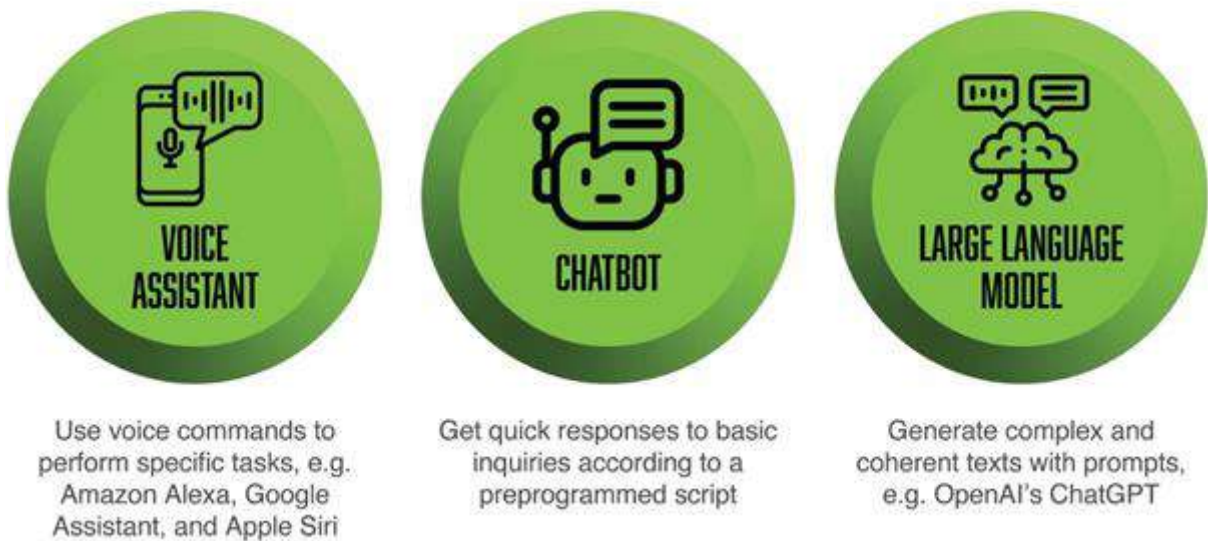 VOICE
ASSISTANT
Use voice commands to
perform specific tasks, e.g.
Amazon Alexa, Google
Assistant, and Apple Siri
CHATBOT
Get quick responses to basic
inquiries according to a
preprogrammed script
LARGE LANGUAGE
MODEL
Generate complex and
coherent texts with prompts,
e.g. OpenAI's ChatGPT